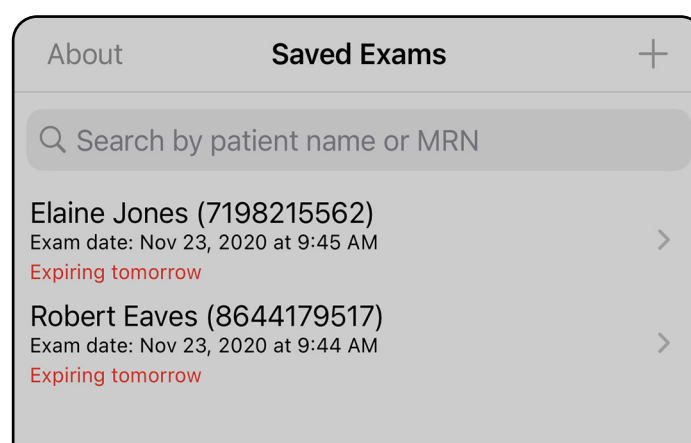 About Saved Exams +
Search by patient name or MRN
Elaine Jones (7198215562)
Exam date: Nov 23, 2020 at 9:45 AM
Expiring tomorrow
Robert Eaves (8644179517)
Exam date: Nov 23, 2020 at 9:44 AM
Expiring tomorrow